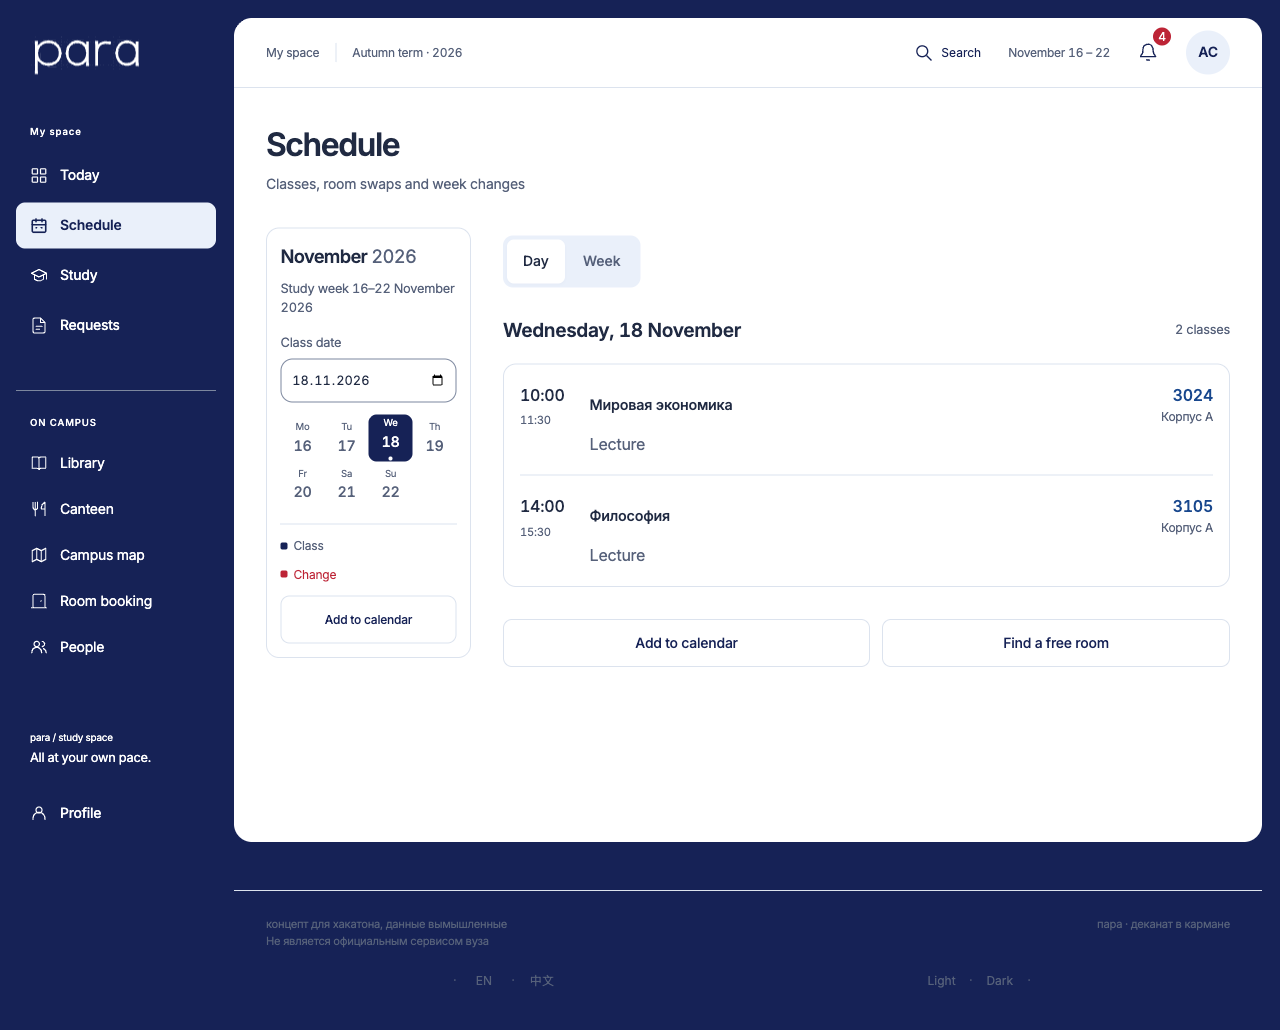 para
My space
Today
Schedule
Study
Requests
ON CAMPUS
Library
Canteen
Campus map
Room booking
People
para / study space
All at your own pace.
Profile
My space
Autumn term · 2026
Search
November 16 – 22
4
AC
Schedule
Classes, room swaps and week changes
November 2026
Study week 16–22 November
2026
Class date
18.11.2026
Mo Tu We Th
16 17 18 19
Fr Sa Su
20 21 22
Class
Change
Add to calendar
Day Week
Wednesday, 18 November
2 classes
10:00
11:30
Мировая экономика
Lecture
3024
Корпус А
14:00
15:30
Философия
Lecture
3105
Корпус А
Add to calendar
Find a free room
концепт для хакатона, данные вымышленные
Не является официальным сервисом вуза
пара · деканат в кармане
· EN · 中文
Light · Dark ·